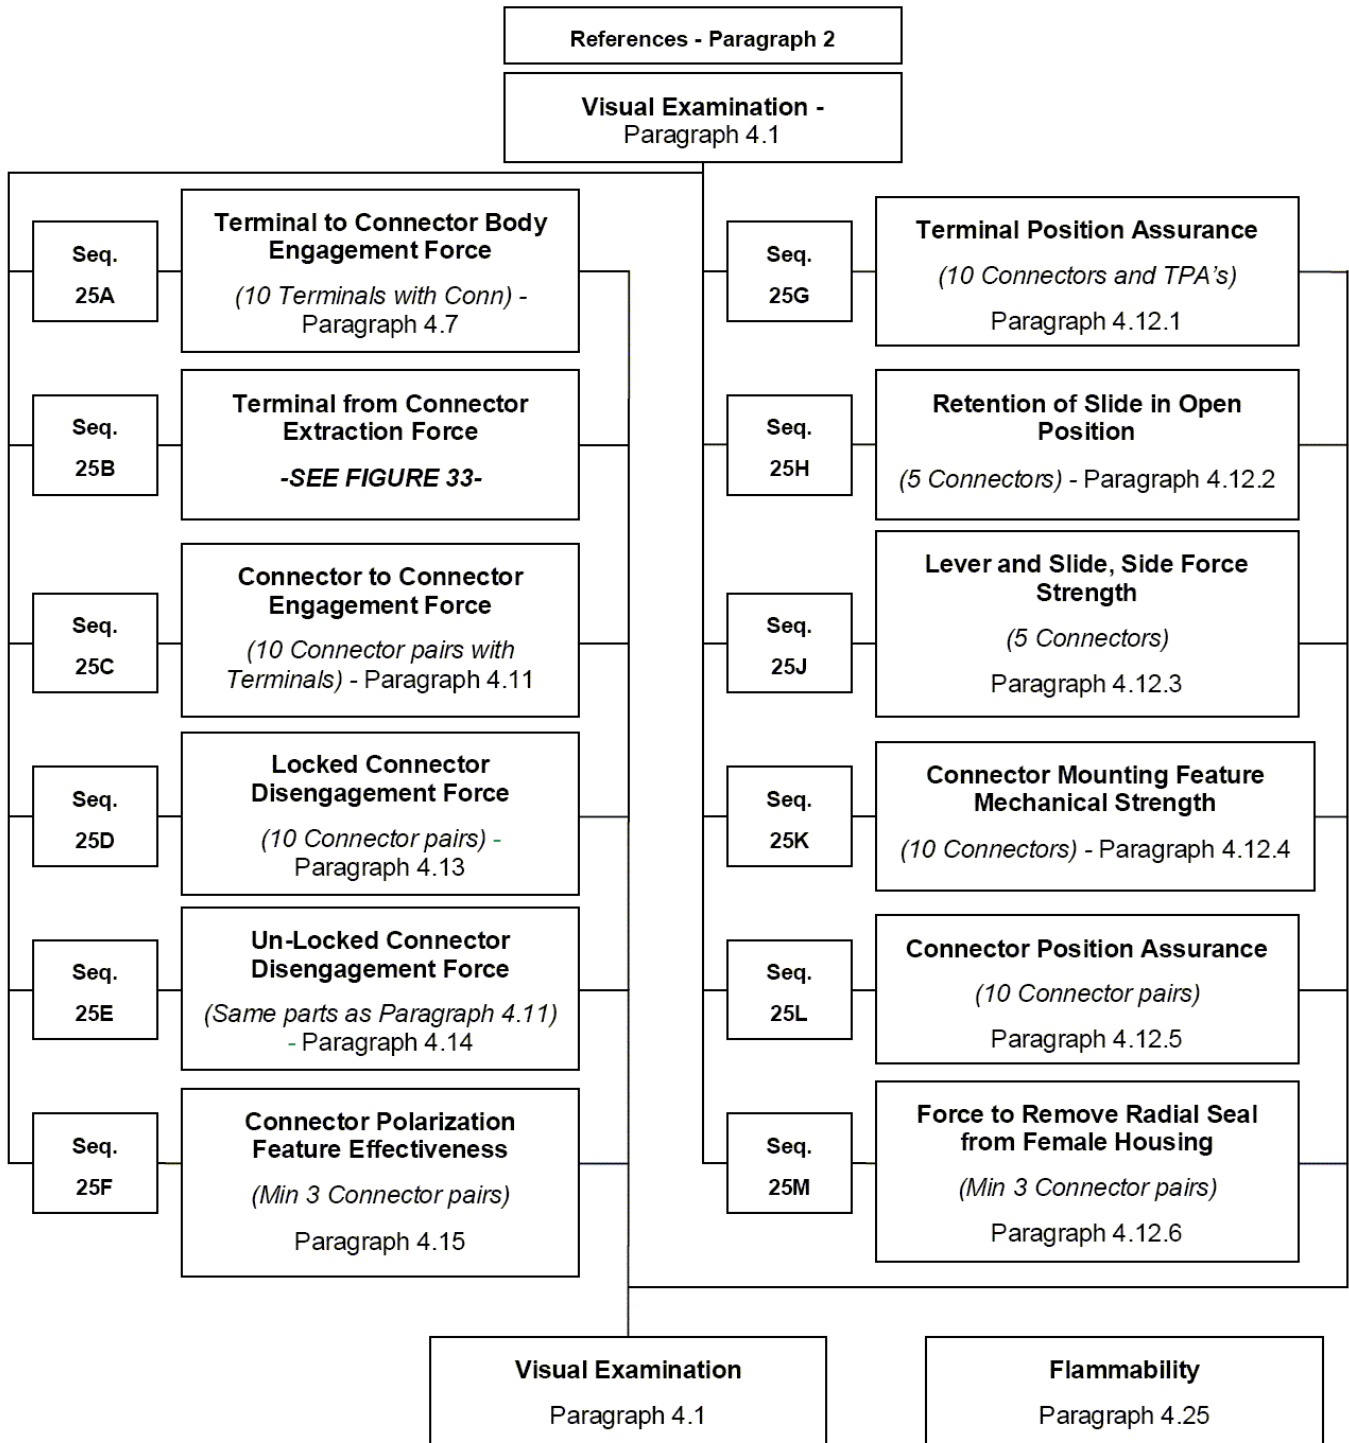 References - Paragraph 2
Visual Examination -
Paragraph 4.1
Seq.
25A
Terminal to Connector Body
Engagement Force
(10 Terminals with Conn) -
Paragraph 4.7
Seq.
25B
Terminal from Connector
Extraction Force
-SEE FIGURE 33-
Seq.
25C
Connector to Connector
Engagement Force
(10 Connector pairs with
Terminals) - Paragraph 4.11
Seq.
25D
Locked Connector
Disengagement Force
(10 Connector pairs) -
Paragraph 4.13
Seq.
25E
Un-Locked Connector
Disengagement Force
(Same parts as Paragraph 4.11)
- Paragraph 4.14
Seq.
25F
Connector Polarization
Feature Effectiveness
(Min 3 Connector pairs)
Paragraph 4.15
Seq.
25G
Terminal Position Assurance
(10 Connectors and TPA’s)
Paragraph 4.12.1
Seq.
25H
Retention of Slide in Open
Position
(5 Connectors) - Paragraph 4.12.2
Seq.
25J
Lever and Slide, Side Force
Strength
(5 Connectors)
Paragraph 4.12.3
Seq.
25K
Connector Mounting Feature
Mechanical Strength
(10 Connectors) - Paragraph 4.12.4
Seq.
25L
Connector Position Assurance
(10 Connector pairs)
Paragraph 4.12.5
Seq.
25M
Force to Remove Radial Seal
from Female Housing
(Min 3 Connector pairs)
Paragraph 4.12.6
Visual Examination
Paragraph 4.1
Flammability
Paragraph 4.25